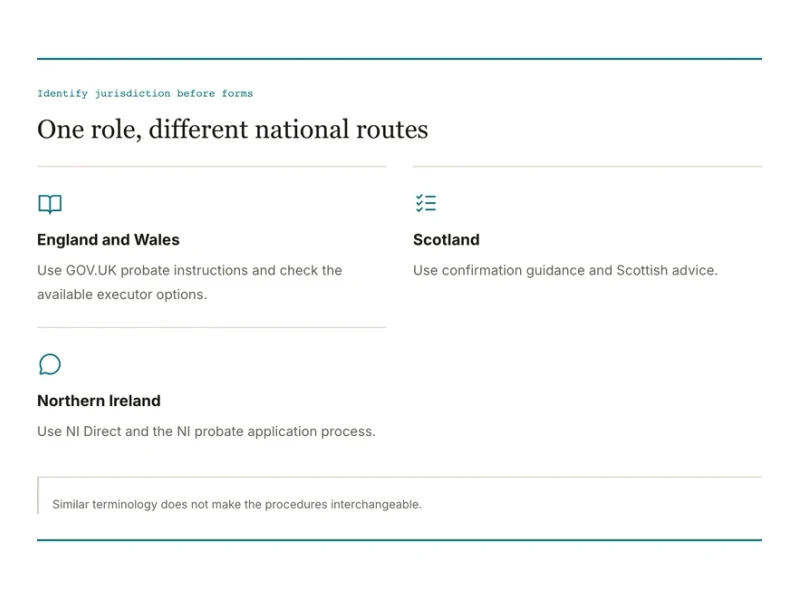 Identify jurisdiction before forms
One role, different national routes
England and Wales
Use GOV.UK probate instructions and check the
available executor options.
Scotland
Use confirmation guidance and Scottish advice.
Northern Ireland
Use NI Direct and the NI probate application process.
Similar terminology does not make the procedures interchangeable.